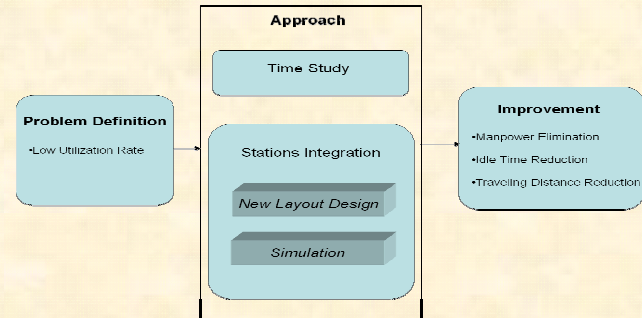 Approach
Time Study
Problem Definition
•Low Utilization Rate
Stations Integration
New Layout Design
Simulation
Improvement
•Manpower Elimination
•Idle Time Reduction
•Traveling Distance Reduction